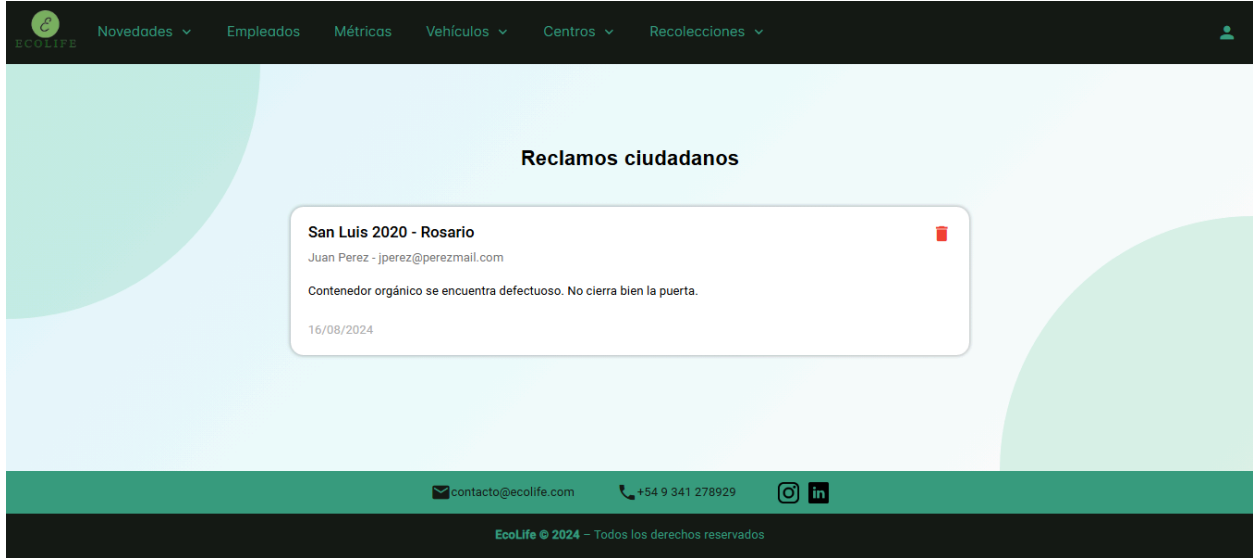 ℰ
ECOLIFE
Novedades Empleados Métricas Vehículos Centros Recolecciones
Reclamos ciudadanos
San Luis 2020 - Rosario
Juan Perez - jperez@perezmail.com
Contenedor orgánico se encuentra defectuoso. No cierra bien la puerta.
16/08/2024
contacto@ecolife.com +54 9 341 278929 in
EcoLife © 2024 – Todos los derechos reservados